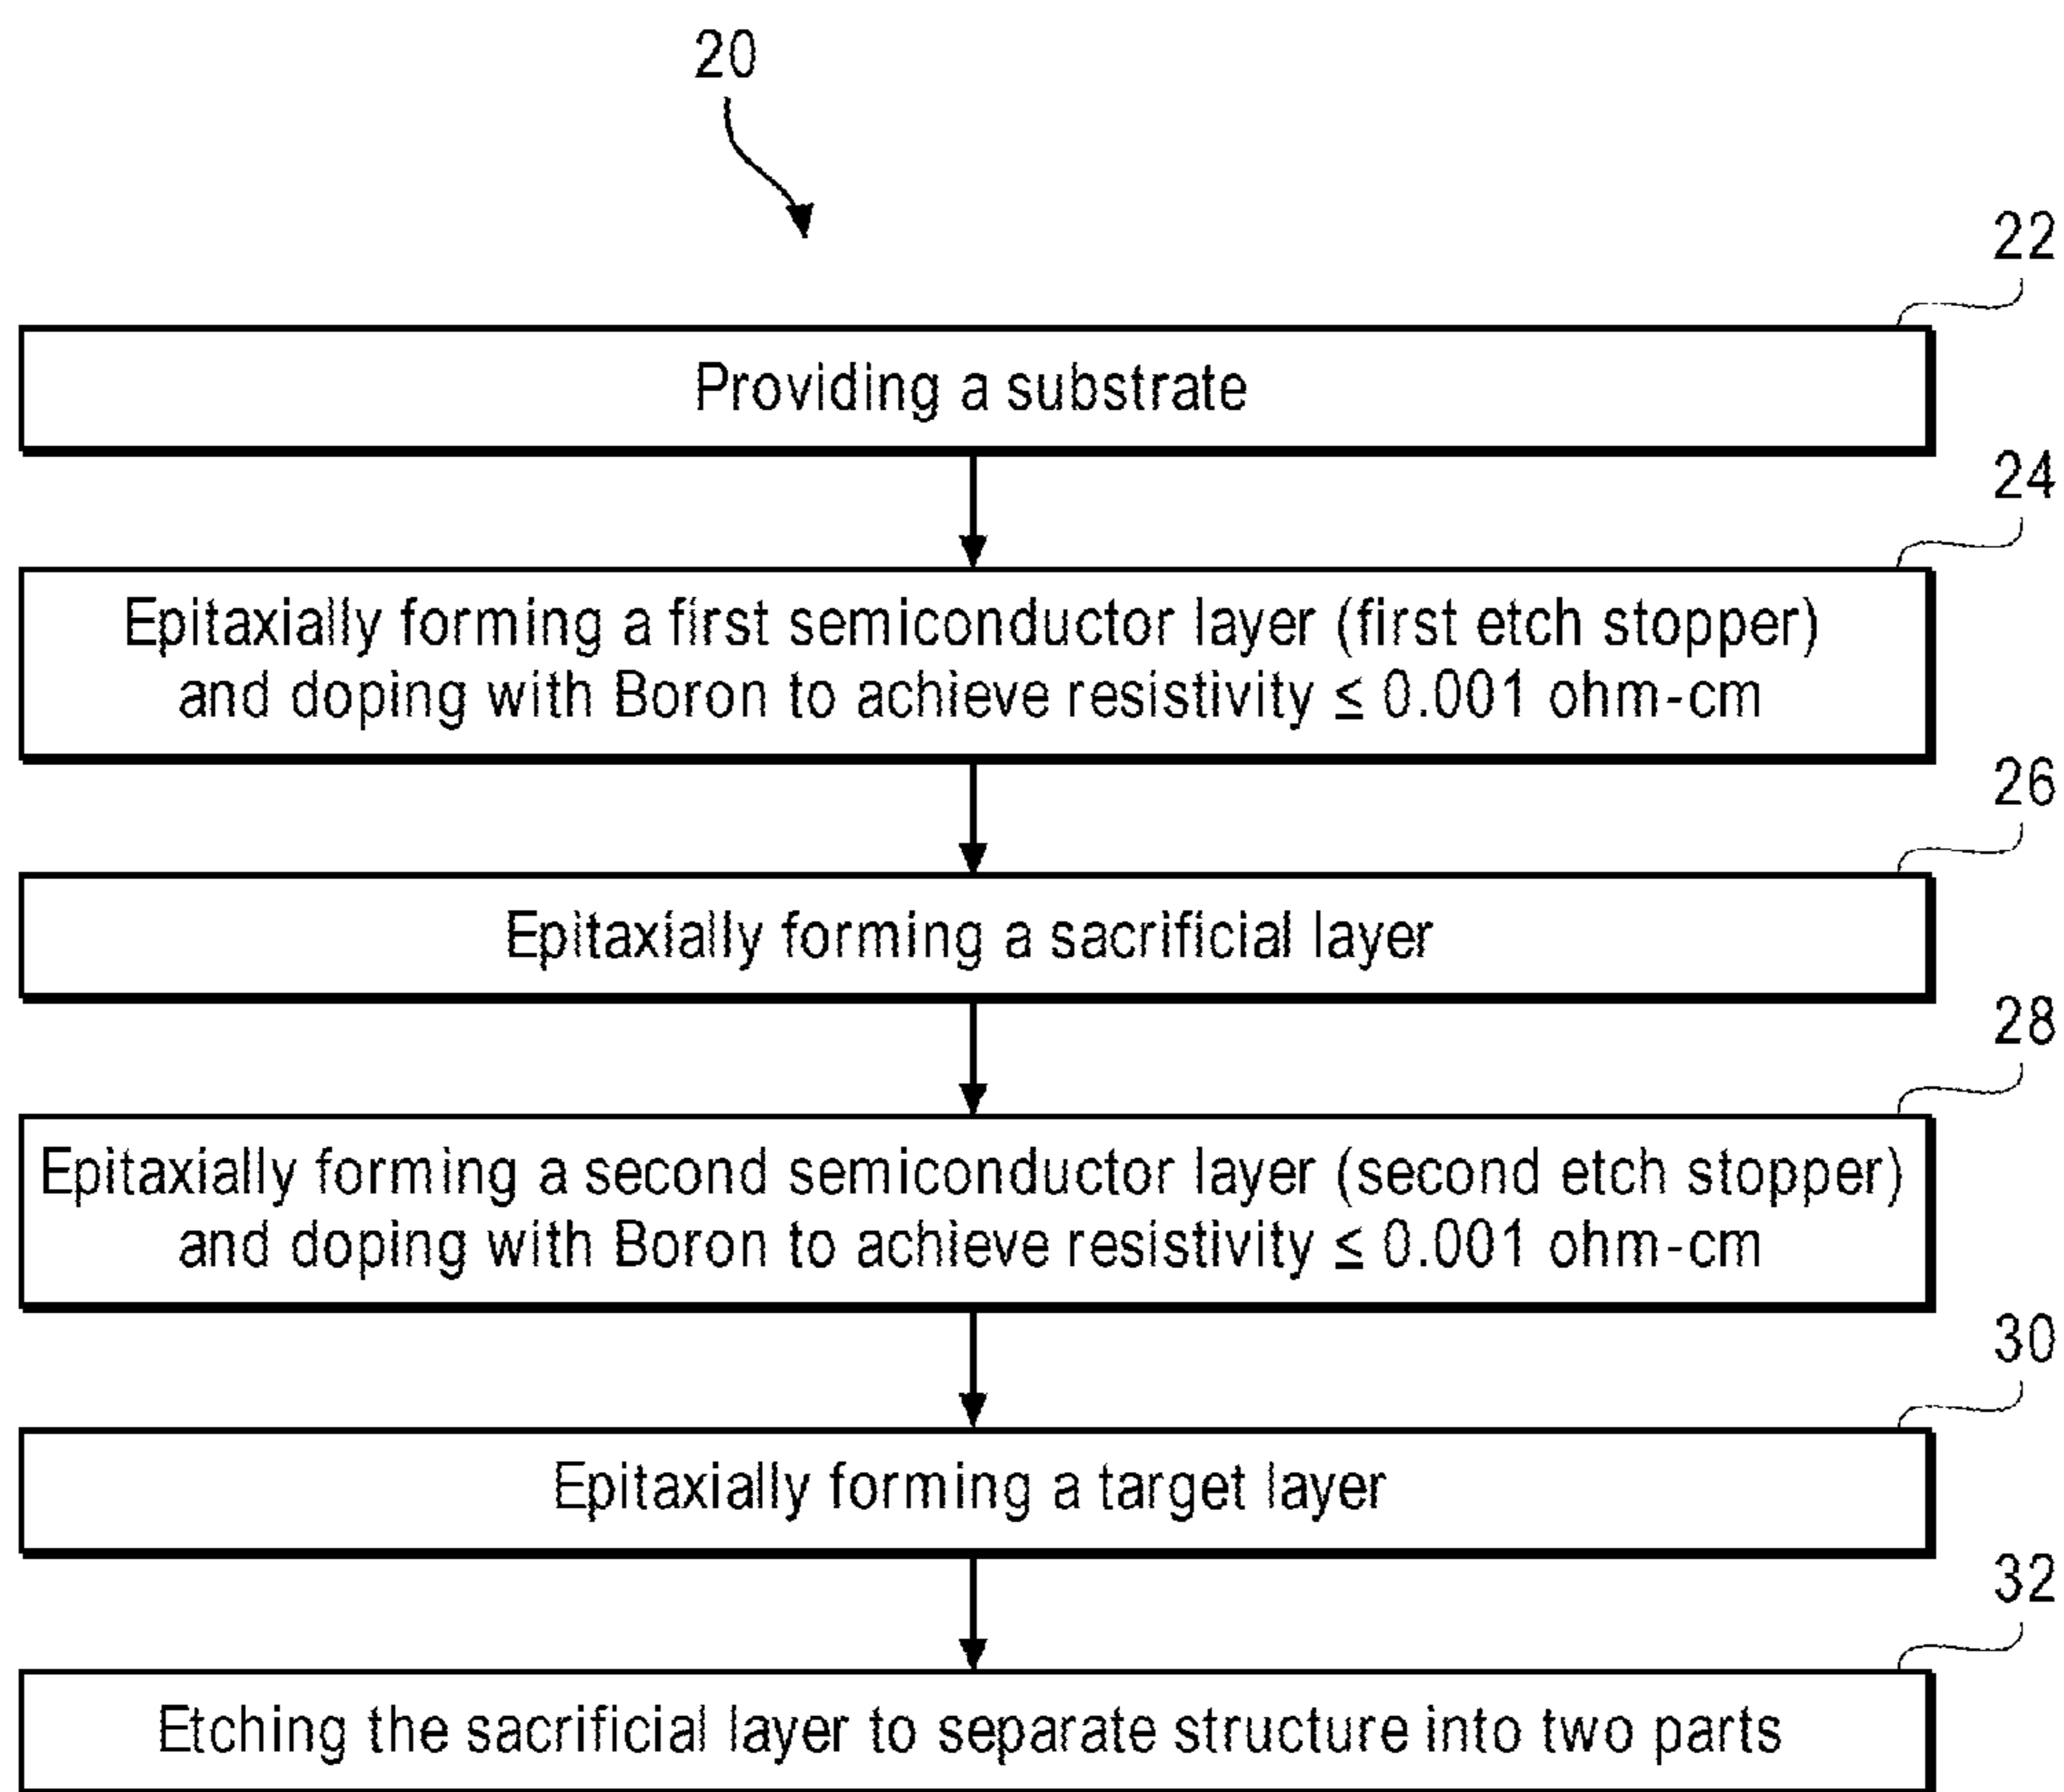 20
22
Providing a substrate
24
Epitaxially forming a first semiconductor layer (first etch stopper)
and doping with Boron to achieve resistivity ≤ 0.001 ohm-cm
26
Epitaxially forming a sacrificial layer
28
Epitaxially forming a second semiconductor layer (second etch stopper)
and doping with Boron to achieve resistivity ≤ 0.001 ohm-cm
30
Epitaxially forming a target layer
32
Etching the sacrificial layer to separate structure into two parts